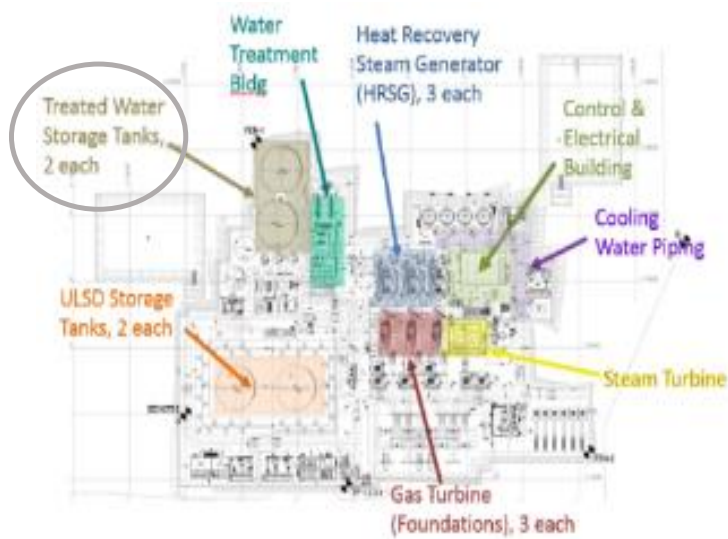 Water
Treatment
Bldg
Heat Recovery
Steam Generator
(HRSG), 3 each
Treated Water
Storage Tanks,
2 each
Control &
Electrical
Building
Cooling
Water Piping
ULSD Storage
Tanks, 2 each
Steam Turbine
Gas Turbine
(Foundations), 3 each